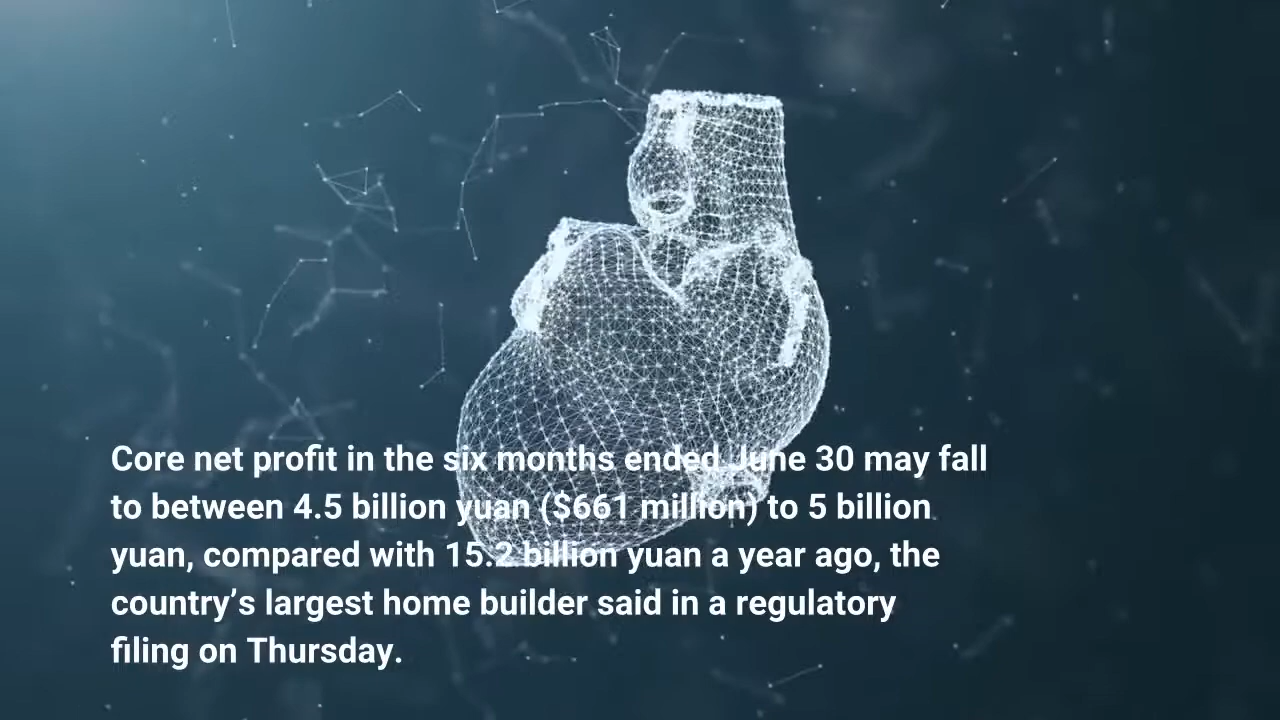 Core net profit in the six months ended June 30 may fall
to between 4.5 billion yuan ($661 million) to 5 billion
yuan, compared with 15.2 billion yuan a year ago, the
country’s largest home builder said in a regulatory
filing on Thursday.